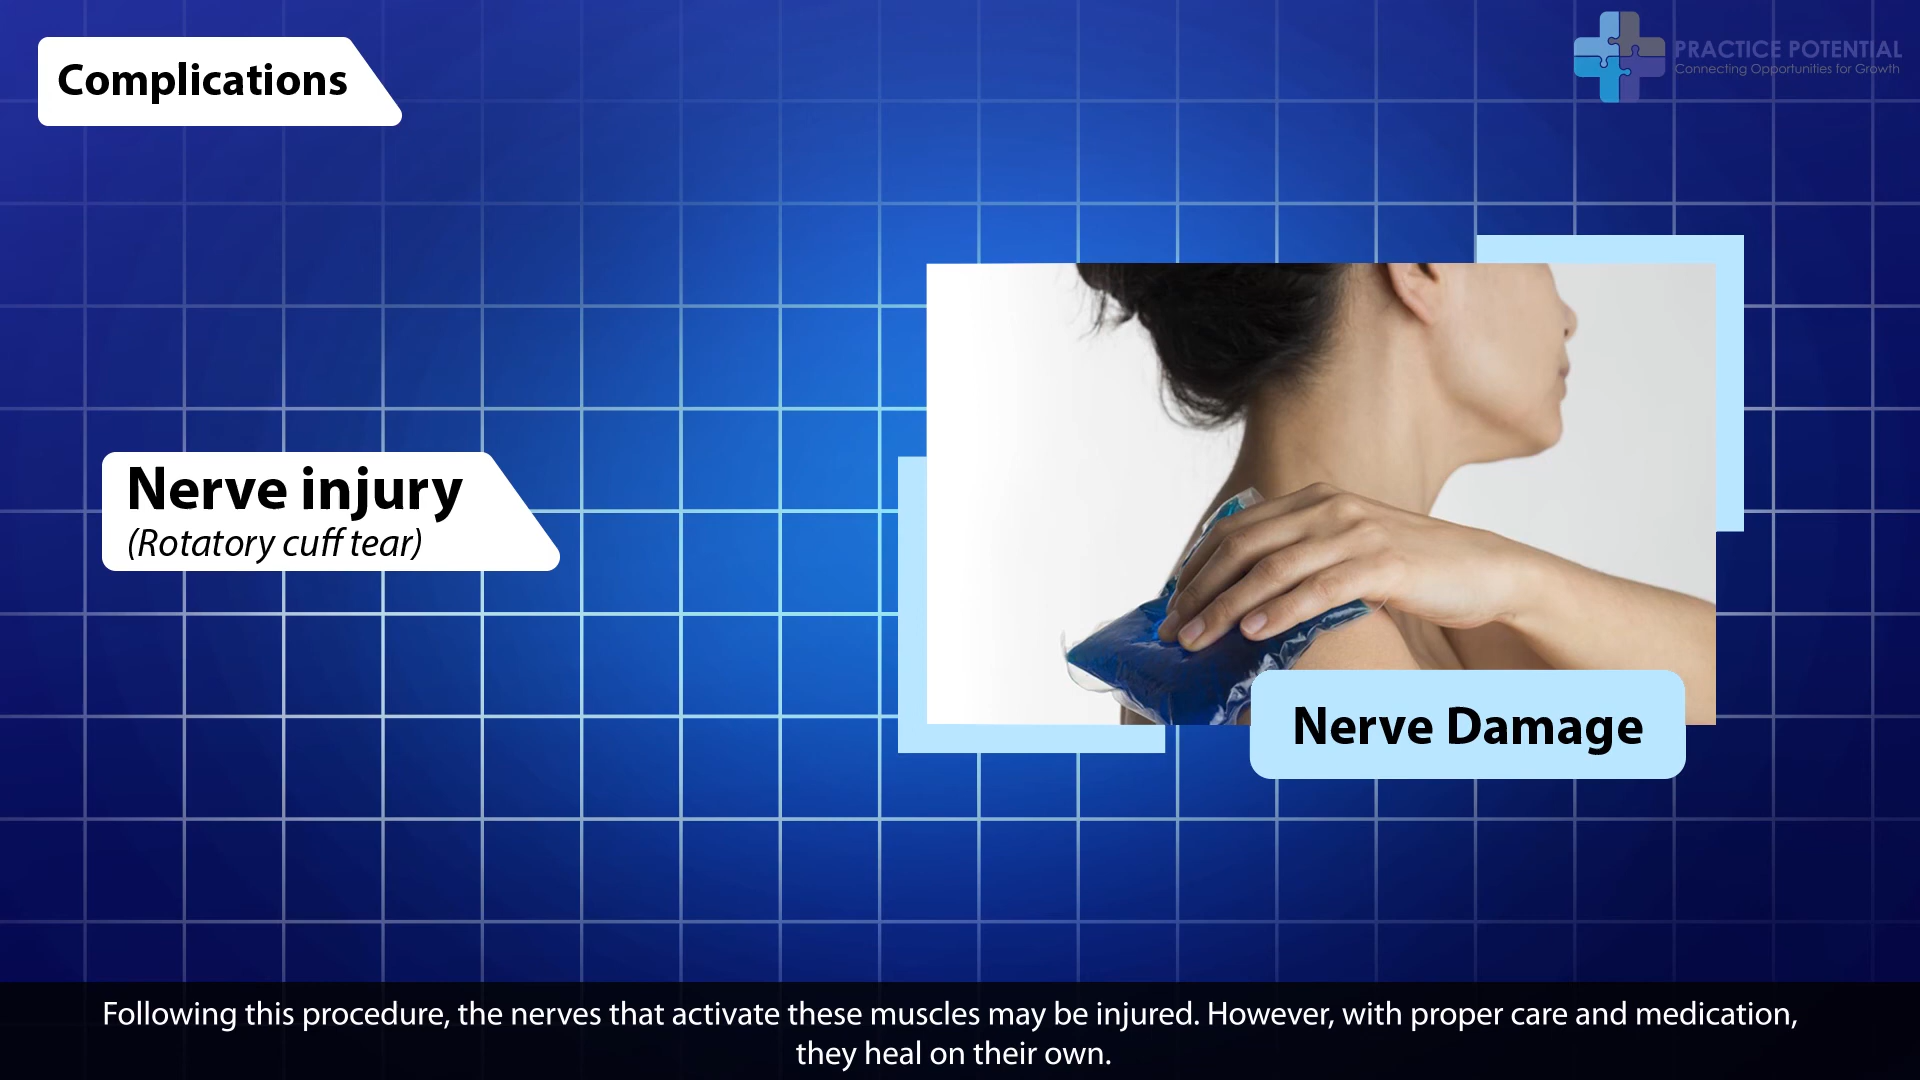 Complications
PRACTICE POTENTIAL
Connecting Opportunities for Growth
Nerve injury
(Rotatory cuff tear)
Nerve Damage
Following this procedure, the nerves that activate these muscles may be injured. However, with proper care and medication,
they heal on their own.